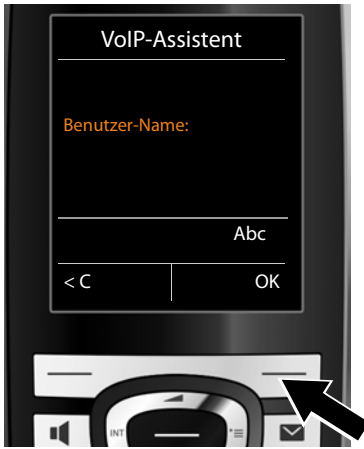 VoIP-Assistent
Benutzer-Name:
Abc
< C
OK
INT